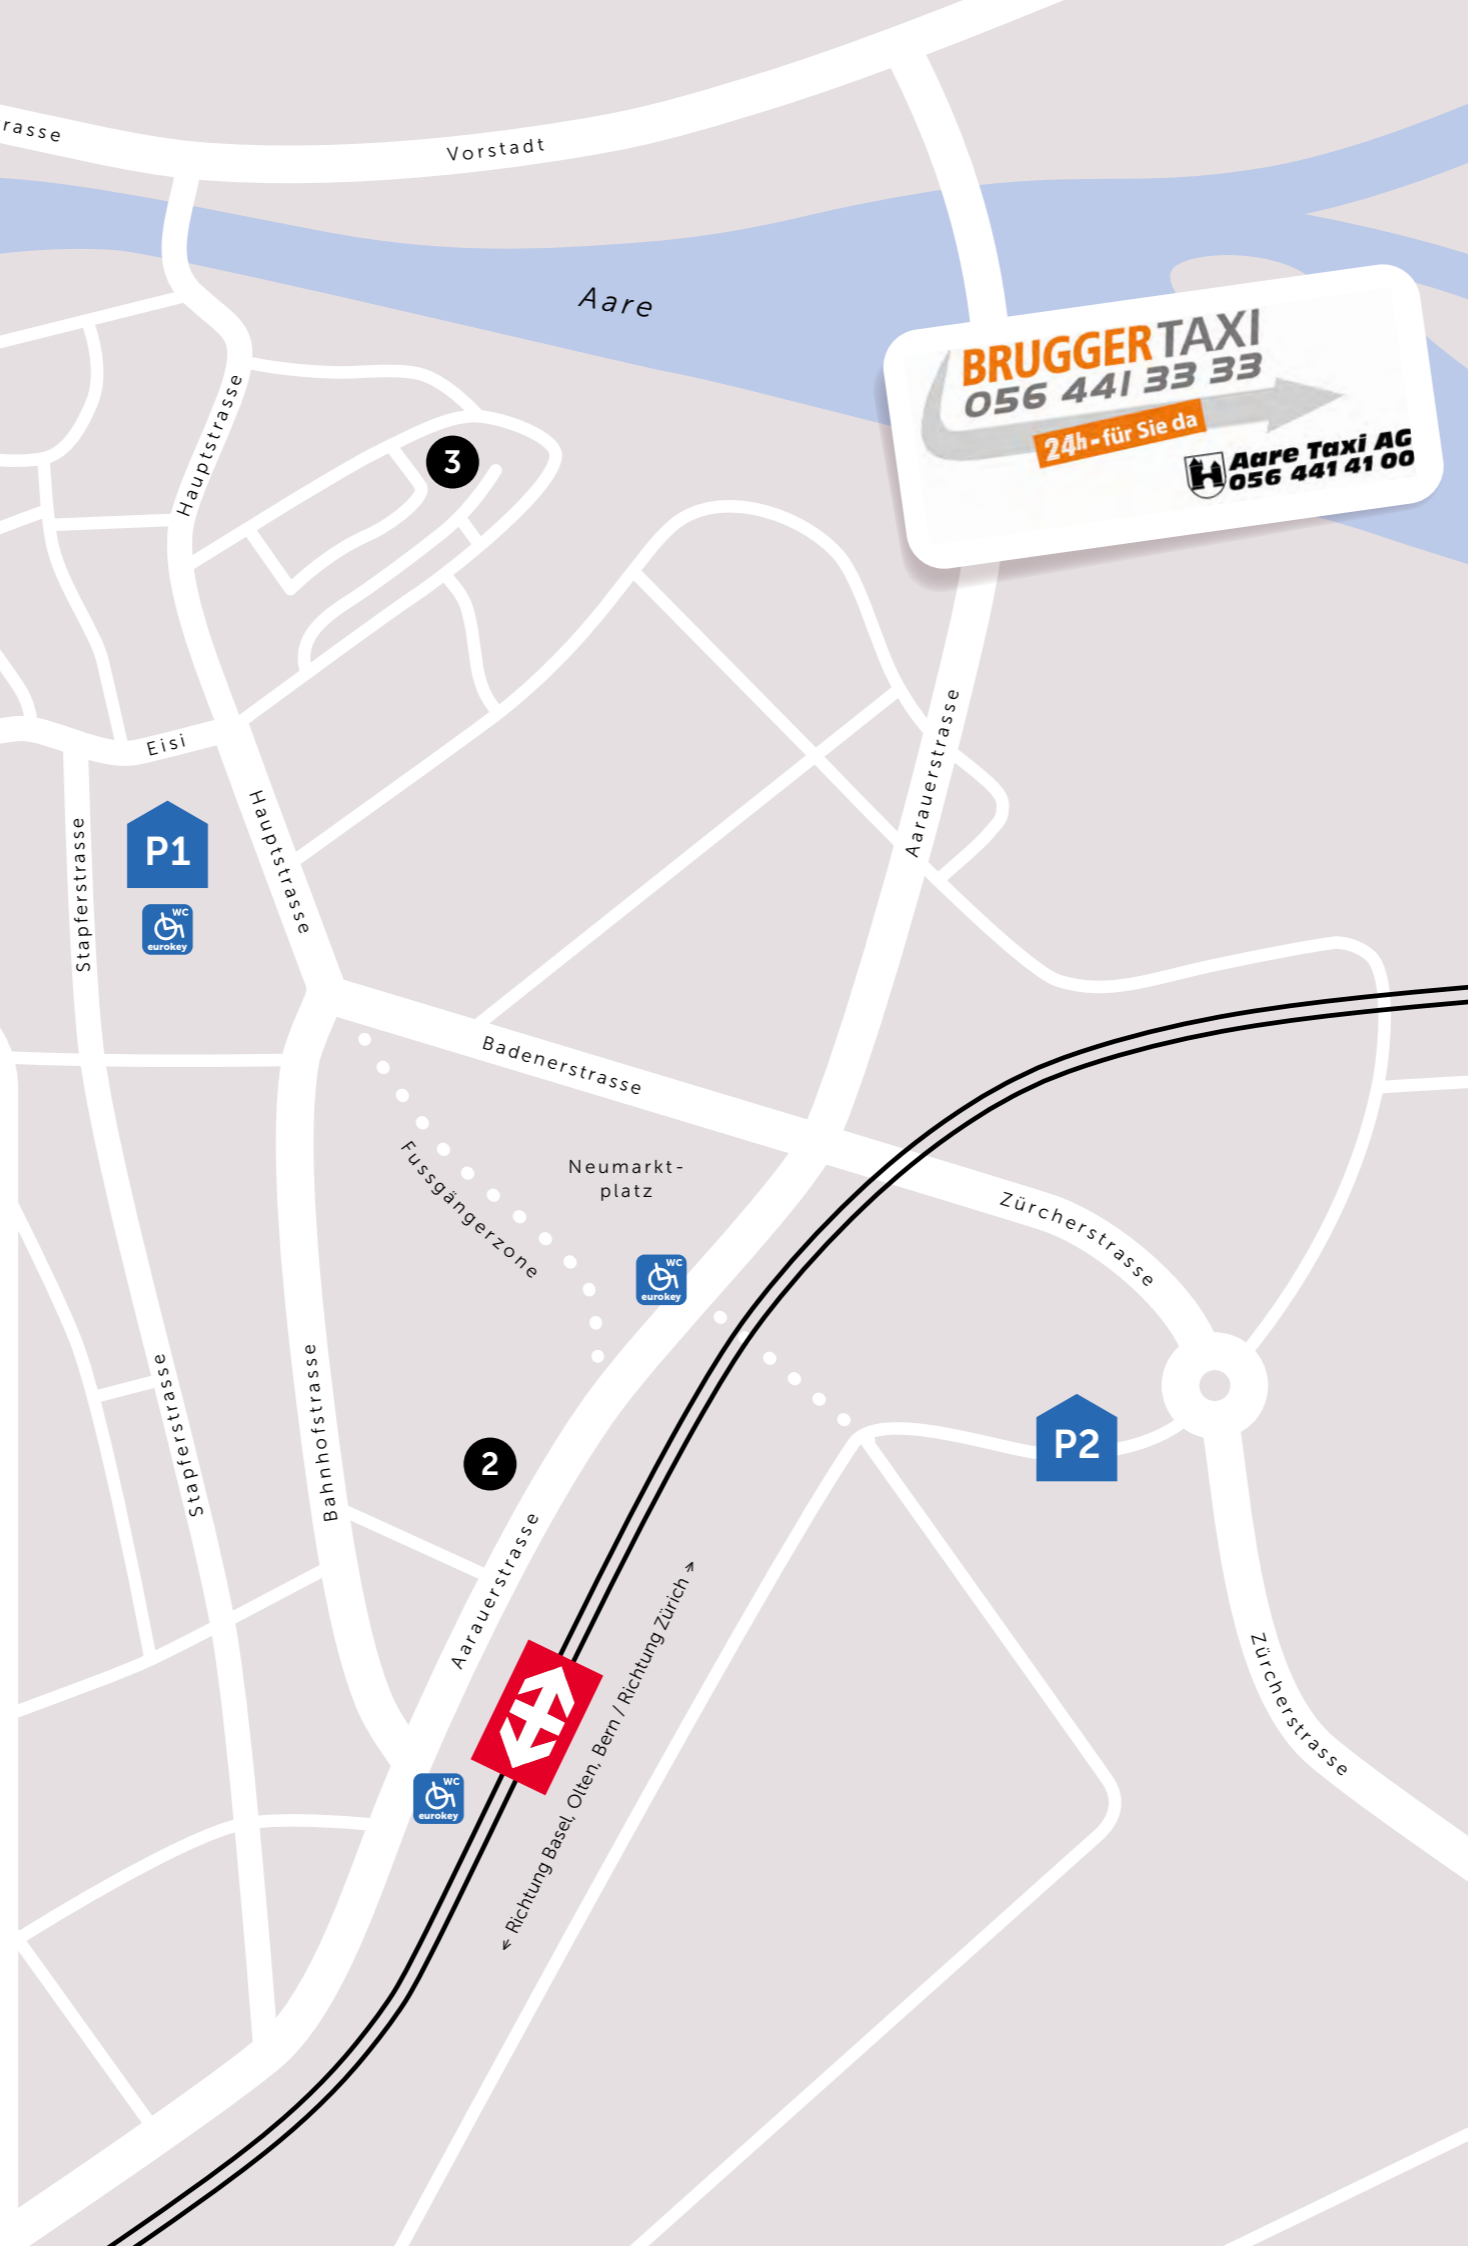 rasse
Vorstadt
Aare
BRUGGERTAXI
056 441 33 33
24h-für Sie da
Aare Taxi AG
056 441 41 00
Hauptstrasse
3
Eisi
Aarauerstrasse
P1
Hauptstrasse
Stapferstrasse
WC
eurokey
Badenerstrasse
Fussgängerzone
Neumarkt-
platz
Zürcherstrasse
WC
eurokey
Stapferstrasse
Bahnhofstrasse
P2
2
Aarauerstrasse
← Richtung Basel, Olten, Bern / Richtung Zürich →
Zürcherstrasse
WC
eurokey